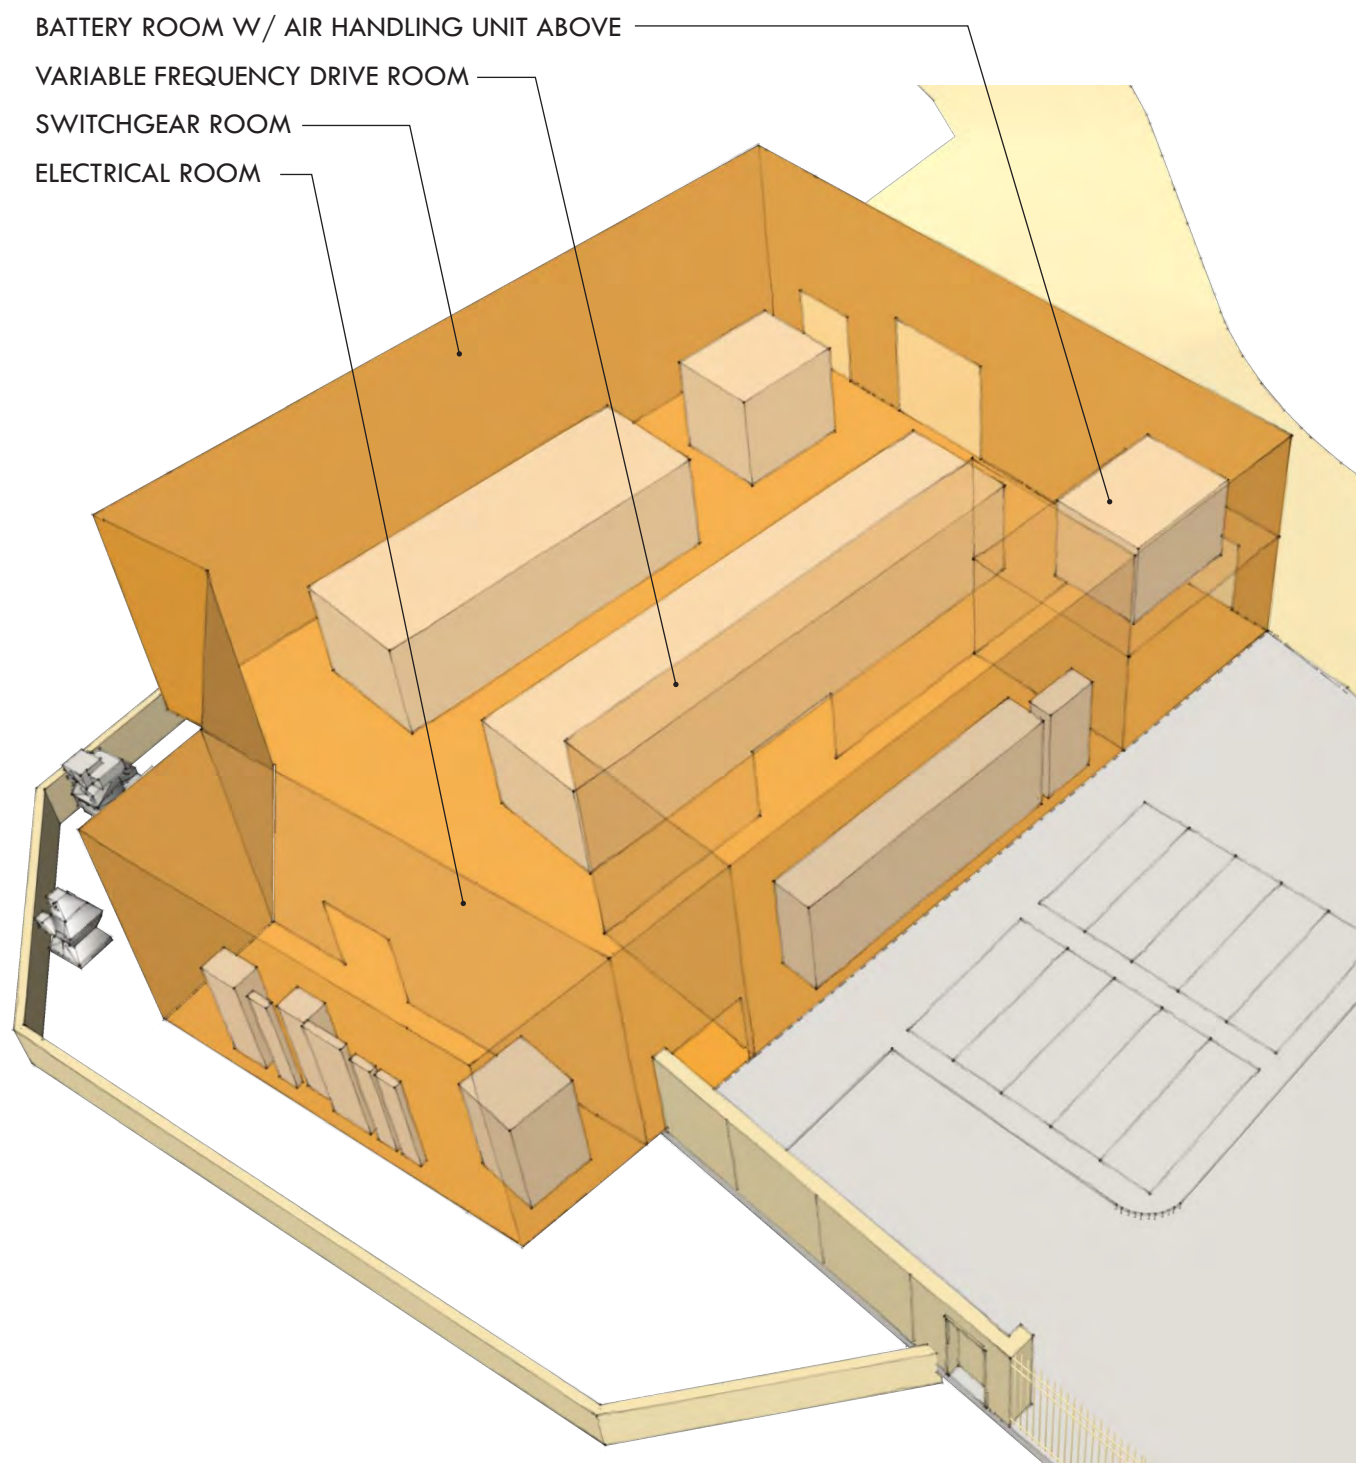 BATTERY ROOM W/ AIR HANDLING UNIT ABOVE
VARIABLE FREQUENCY DRIVE ROOM
SWITCHGEAR ROOM
ELECTRICAL ROOM